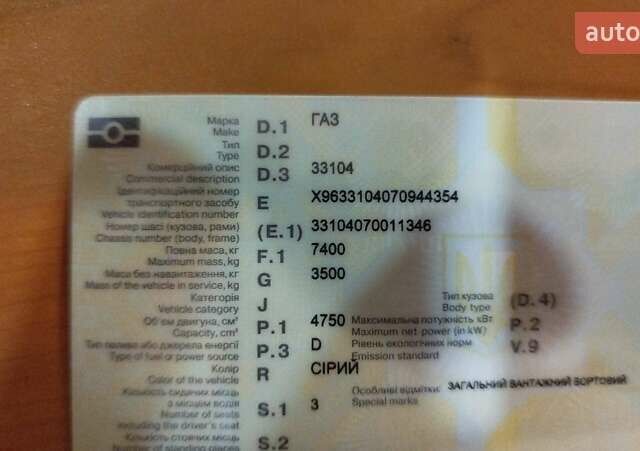 auto
Марка D.1 ГАЗ
Make
Тип D.2
Type
Комерційний опис D.3 33104
Commercial description
Ідентифікаційний номер
транспортного засобу E X9633104070944354
Vehicle identification number
Номер шасі (кузова, рами) (E.1) 33104070011346
Chassis number (body, frame)
Повна маса, кг F.1 7400
Maximum mass, kg
Маса без навантаження, кг G 3500
Mass of the vehicle in service, kg
Категорія J Тип кузова (D.4)
Vehicle category Body type
Об'єм двигуна, см³ P.1 4750 Максимальна потужність кВт P.2
Capacity, cm³ Maximum net power (in kW)
Тип палива або джерела енергії P.3 D Рівень екологічних норм V.9
Type of fuel or power source Emission standard
Колір R СІРИЙ
Color of the vehicle Особливі відмітки: ЗАГАЛЬНИЙ ВАНТАЖНИЙ БОРТОВИЙ
Кількість сидячих місць Special marks
з місцем водія S.1 3
Number of seats
including the driver's seat
Кількість стоячих місць S.2
Number of standing places